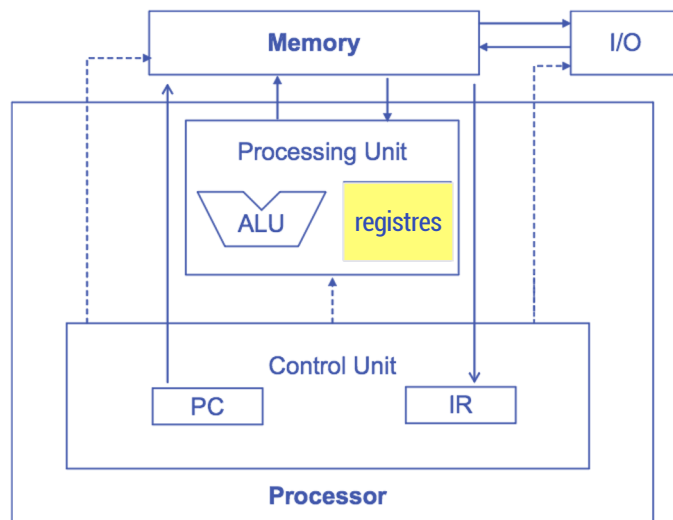 Memory
I/O
Processing Unit
ALU
registres
Control Unit
PC
IR
Processor